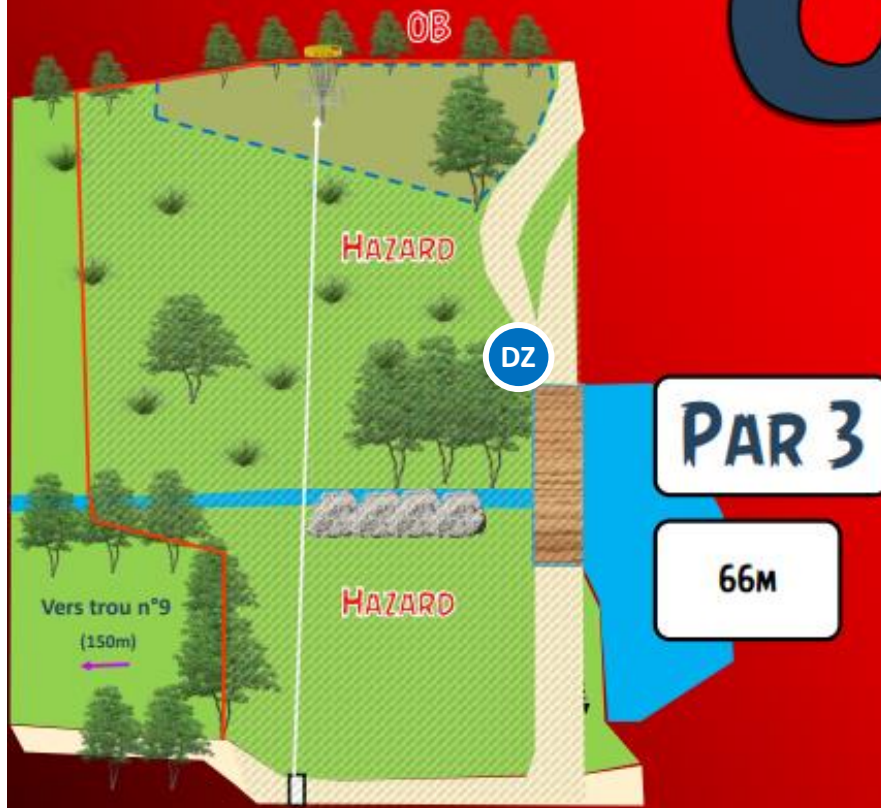 OB
HAZARD
DZ
PAR 3
66M
HAZARD
Vers trou n°9
(150m)